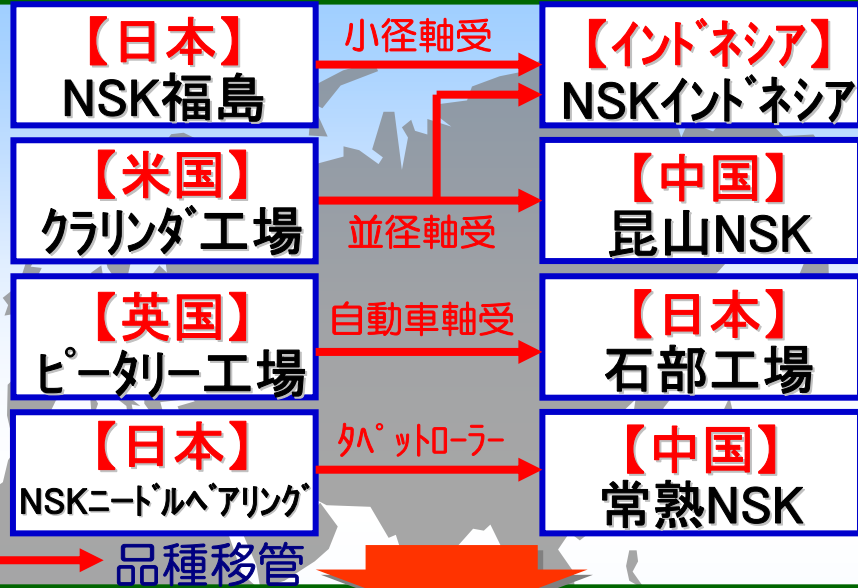 【日本】
NSK福島
小径軸受
【インドネシア】
NSKインドネシア
【米国】
クラリンダ工場
並径軸受
【中国】
昆山NSK
【英国】
ピータリー工場
自動車軸受
【日本】
石部工場
【日本】
NSKニードルベアリング
タペットローラー
【中国】
常熟NSK
品種移管